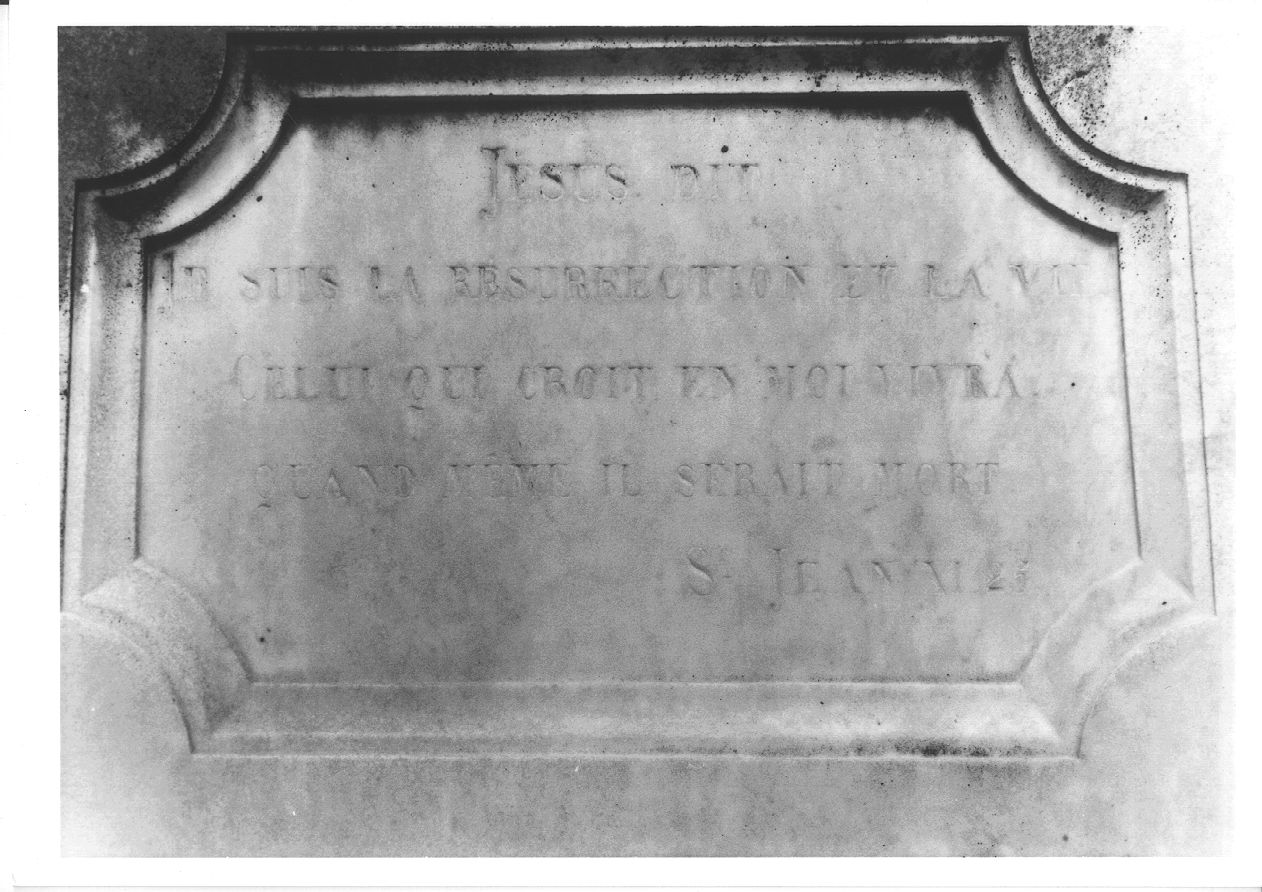 JESUS DIT
JE SUIS LA RÉSURRECTION ET LA VIE
CELUI QUI CROIT EN MOI VIVRA
QUAND MÊME IL SERAIT MORT
S. JEAN XI 25